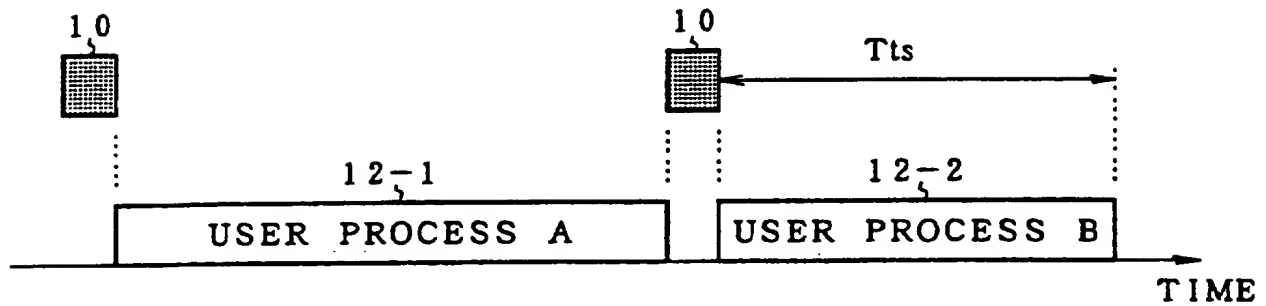 10
10
Tts
12-1
12-2
USER PROCESS A
USER PROCESS B
TIME